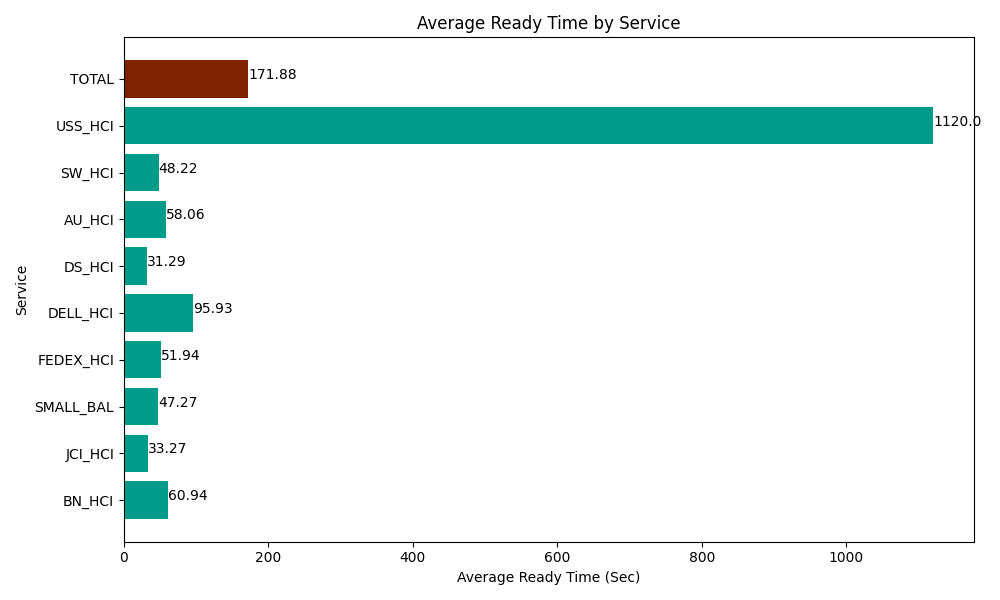 Average Ready Time by Service
TOTAL 171.88
USS_HCI 1120.0
SW_HCI 48.22
AU_HCI 58.06
DS_HCI 31.29
DELL_HCI 95.93
FEDEX_HCI 51.94
SMALL_BAL 47.27
JCI_HCI 33.27
BN_HCI 60.94
Service
0 200 400 600 800 1000
Average Ready Time (Sec)